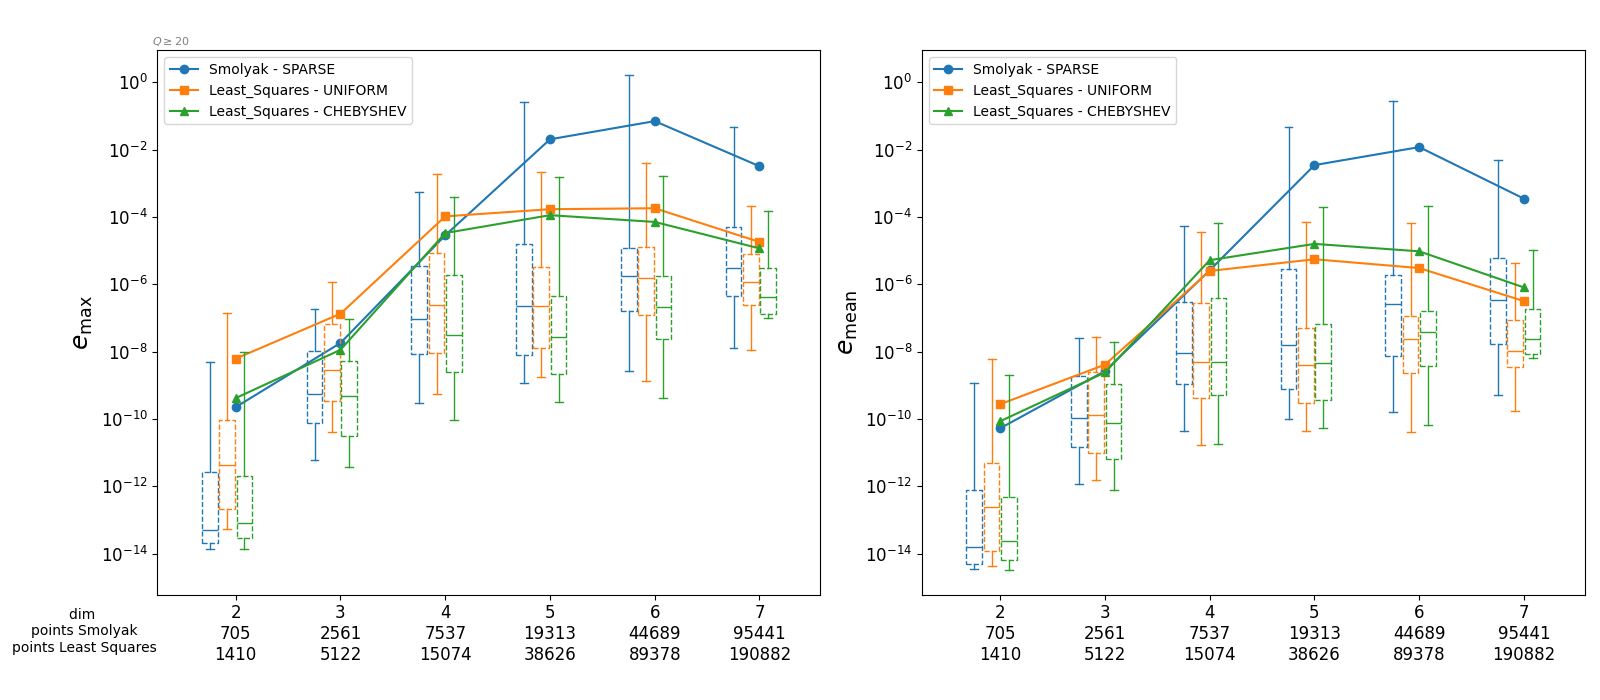 Q ≥ 20
Smolyak - SPARSE
Least_Squares - UNIFORM
Least_Squares - CHEBYSHEV
10^0
10^-2
10^-4
10^-6
10^-8
10^-10
10^-12
10^-14
e_max
dim 2 3 4 5 6 7
points Smolyak 705 2561 7537 19313 44689 95441
points Least Squares 1410 5122 15074 38626 89378 190882
Smolyak - SPARSE
Least_Squares - UNIFORM
Least_Squares - CHEBYSHEV
10^0
10^-2
10^-4
10^-6
10^-8
10^-10
10^-12
10^-14
e_mean
2 3 4 5 6 7
705 2561 7537 19313 44689 95441
1410 5122 15074 38626 89378 190882